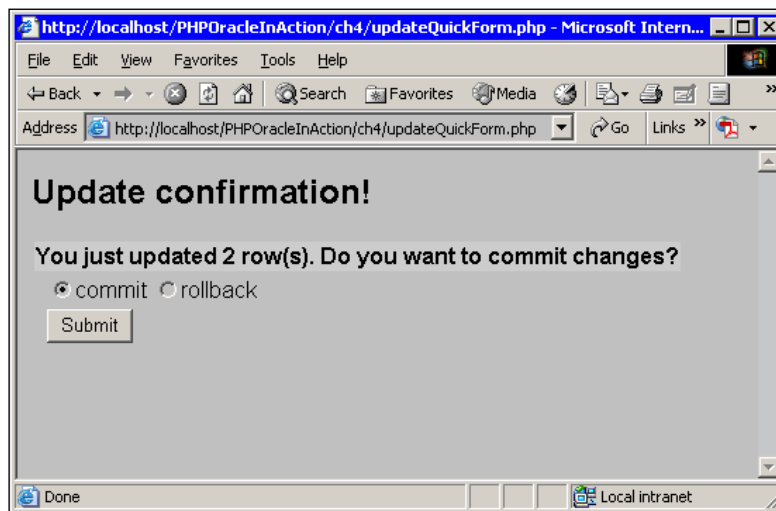 http://localhost/PHPOracleInAction/ch4/updateQuickForm.php - Microsoft Intern...
File Edit View Favorites Tools Help
Back Search Favorites Media »
Address http://localhost/PHPOracleInAction/ch4/updateQuickForm.php Go Links »
Update confirmation!
You just updated 2 row(s). Do you want to commit changes?
commit rollback
Submit
Done Local intranet